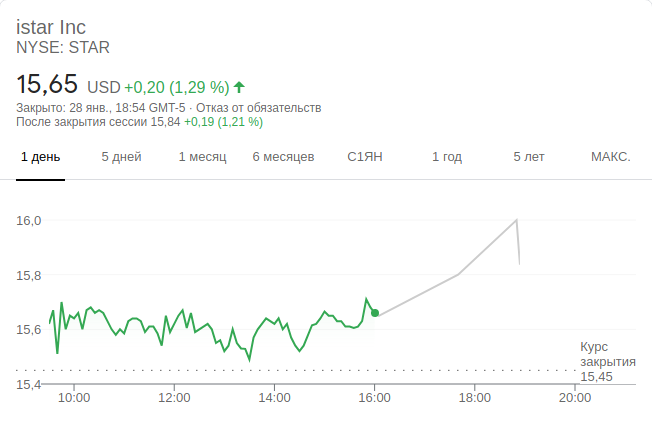 istar Inc
NYSE: STAR
15,65 USD +0,20 (1,29 %)
Закрыто: 28 янв., 18:54 GMT-5 · Отказ от обязательств
После закрытия сессии 15,84 +0,19 (1,21 %)
1 день 5 дней 1 месяц 6 месяцев С1ЯН 1 год 5 лет МАКС.
16,0
15,8
15,6
Курс
закрытия
15,45
15,4
10:00 12:00 14:00 16:00 18:00 20:00